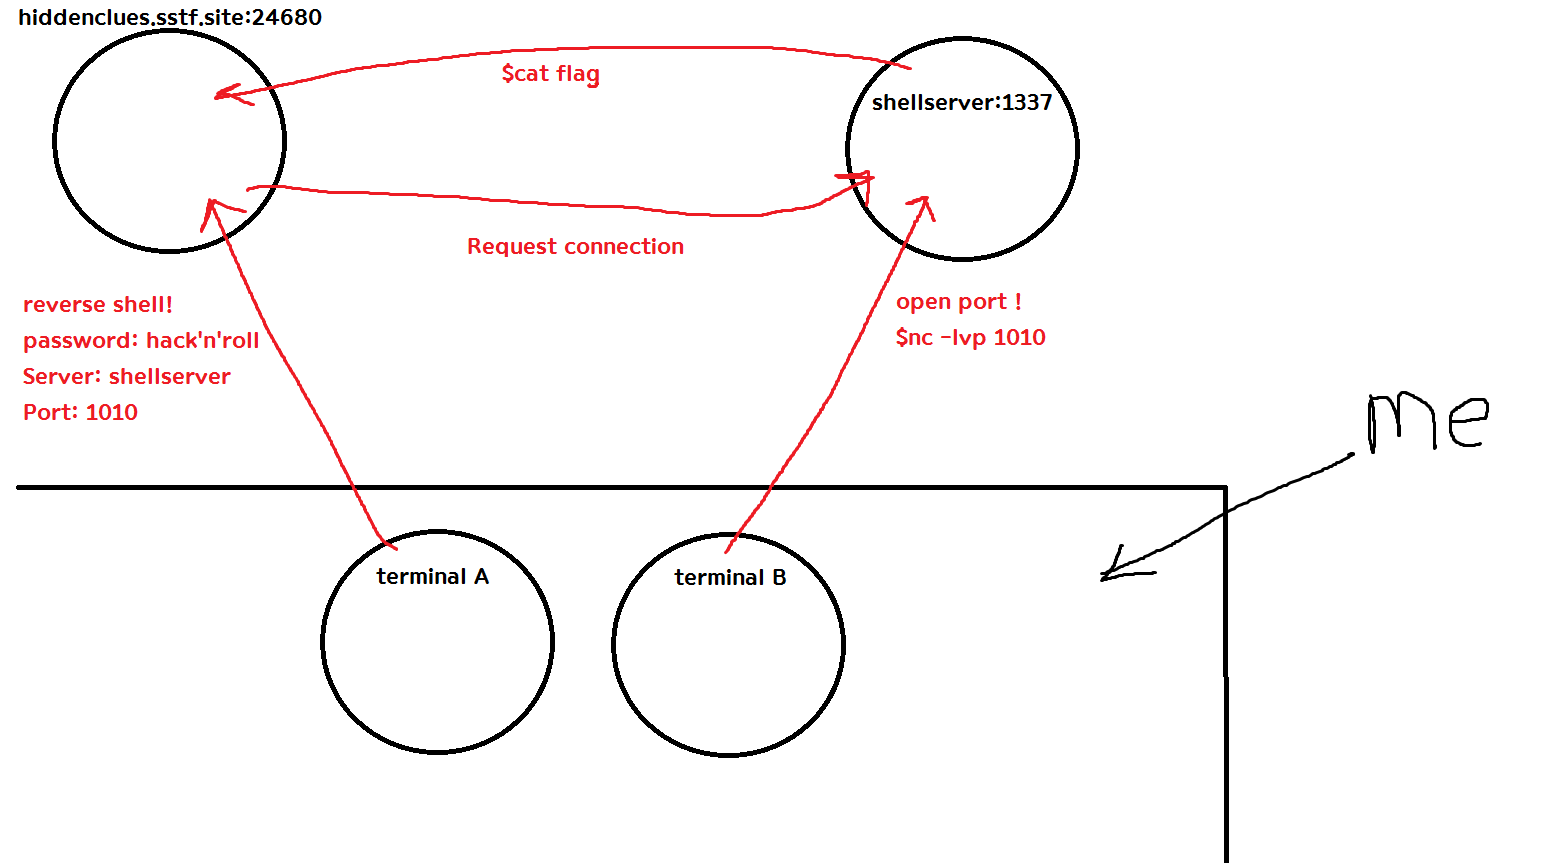 hiddenclues.sstf.site:24680
$cat flag
shellserver:1337
Request connection
reverse shell!
password: hack'n'roll
Server: shellserver
Port: 1010
open port !
$nc -lvp 1010
me
terminal A
terminal B